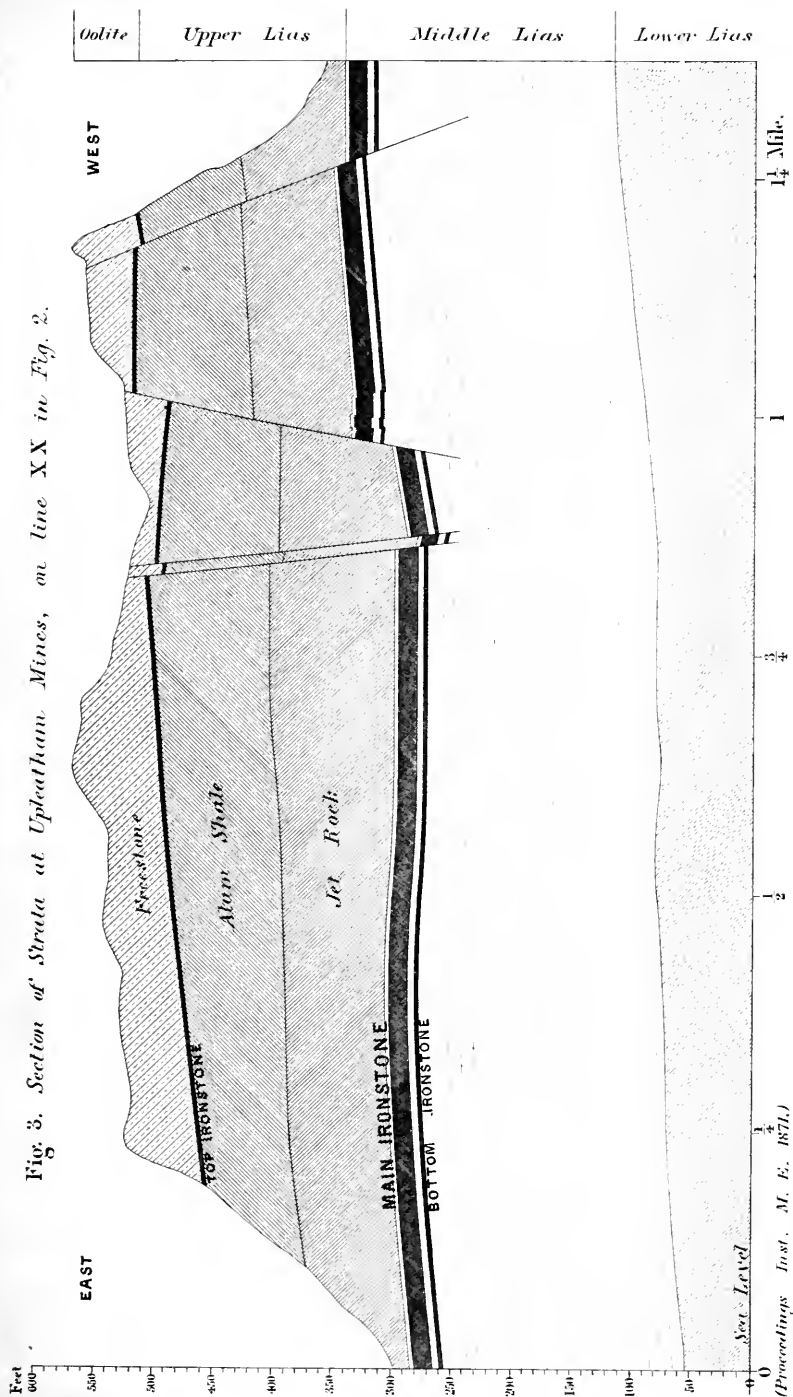 Fig. 3. Section of Strata at Upleatham Mines, on line XX in Fig. 2.
EAST
WEST
Feet
600
550
500
450
400
350
300
250
200
150
100
50
0
Oolite
Upper Lias
Middle Lias
Lower Lias
Freestone
TOP IRONSTONE
Alum Shale
Jet Rock
MAIN IRONSTONE
BOTTOM IRONSTONE
Sea Level
0
1/4
1/2
3/4
1
1 1/4 Mile.
(Proceedings Inst. M. E. 1871.)